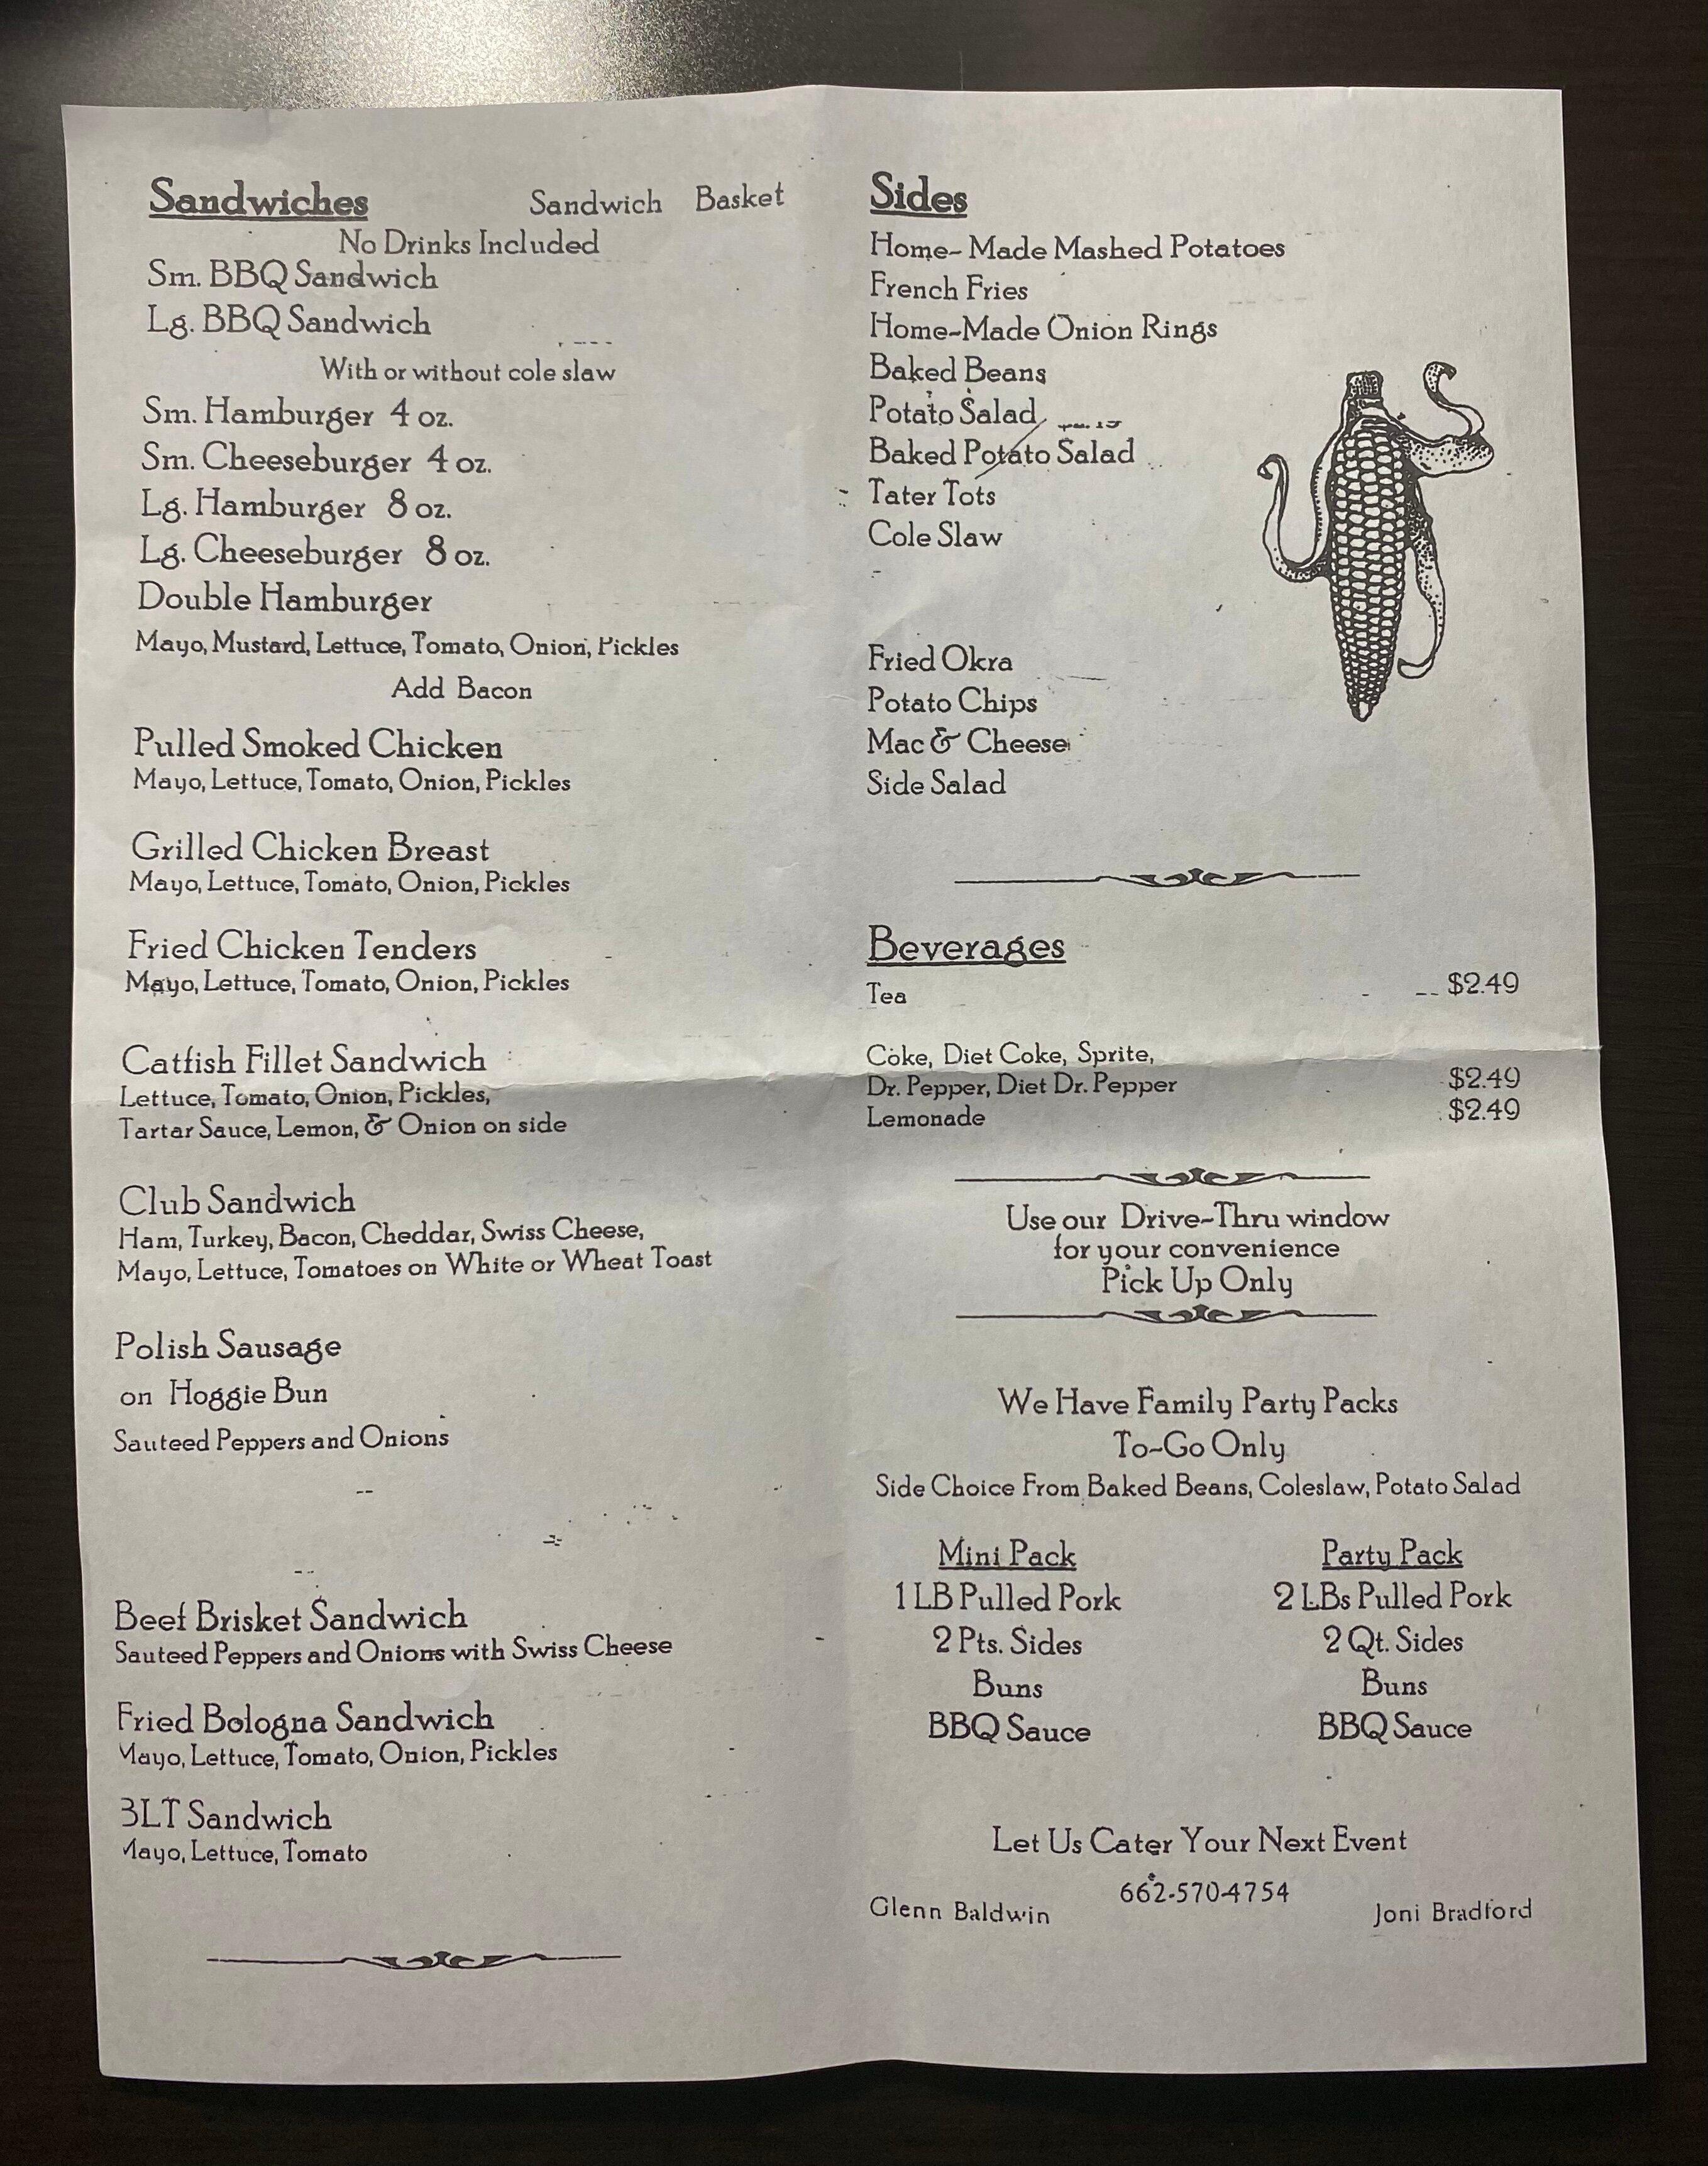 Sandwiches Sandwich Basket
No Drinks Included
Sm. BBQ Sandwich
Lg. BBQ Sandwich
With or without cole slaw
Sm. Hamburger 4 oz.
Sm. Cheeseburger 4 oz.
Lg. Hamburger 8 oz.
Lg. Cheeseburger 8 oz.
Double Hamburger
Mayo, Mustard, Lettuce, Tomato, Onion, Pickles
Add Bacon
Pulled Smoked Chicken
Mayo, Lettuce, Tomato, Onion, Pickles
Grilled Chicken Breast
Mayo, Lettuce, Tomato, Onion, Pickles
Fried Chicken Tenders
Mayo, Lettuce, Tomato, Onion, Pickles
Catfish Fillet Sandwich
Lettuce, Tomato, Onion, Pickles,
Tartar Sauce, Lemon, & Onion on side
Club Sandwich
Ham, Turkey, Bacon, Cheddar, Swiss Cheese,
Mayo, Lettuce, Tomatoes on White or Wheat Toast
Polish Sausage
on Hoggie Bun
Sauteed Peppers and Onions
Beef Brisket Sandwich
Sauteed Peppers and Onions with Swiss Cheese
Fried Bologna Sandwich
Mayo, Lettuce, Tomato, Onion, Pickles
BLT Sandwich
Mayo, Lettuce, Tomato
Sides
Home-Made Mashed Potatoes
French Fries
Home-Made Onion Rings
Baked Beans
Potato Salad
Baked Potato Salad
Tater Tots
Cole Slaw
Fried Okra
Potato Chips
Mac & Cheese
Side Salad
Beverages
Tea $2.49
Coke, Diet Coke, Sprite,
Dr. Pepper, Diet Dr. Pepper $2.49
Lemonade $2.49
Use our Drive-Thru window
for your convenience
Pick Up Only
We Have Family Party Packs
To-Go Only
Side Choice From Baked Beans, Coleslaw, Potato Salad
Mini Pack
1 LB Pulled Pork
2 Pts. Sides
Buns
BBQ Sauce
Party Pack
2 LBs Pulled Pork
2 Qt. Sides
Buns
BBQ Sauce
Let Us Cater Your Next Event
662-570-4754
Glenn Baldwin Joni Bradford